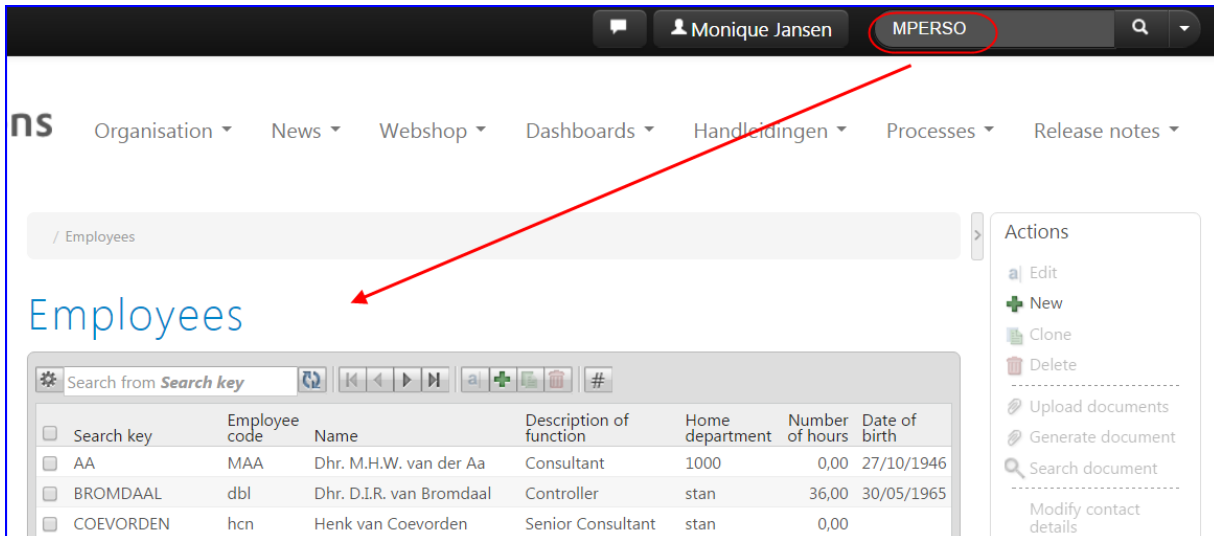 Monique Jansen MPERSO
ns Organisation News Webshop Dashboards Handleidingen Processes Release notes
/ Employees
>
Actions
a| Edit
New
Clone
Delete
Upload documents
Generate document
Search document
Modify contact
details
Employees
Search from Search key a| #
Search key Employee code Name Description of function Home department Number of hours Date of birth
AA MAA Dhr. M.H.W. van der Aa Consultant 1000 0,00 27/10/1946
BROMDAAL dbl Dhr. D.I.R. van Bromdaal Controller stan 36,00 30/05/1965
COEVORDEN hcn Henk van Coevorden Senior Consultant stan 0,00